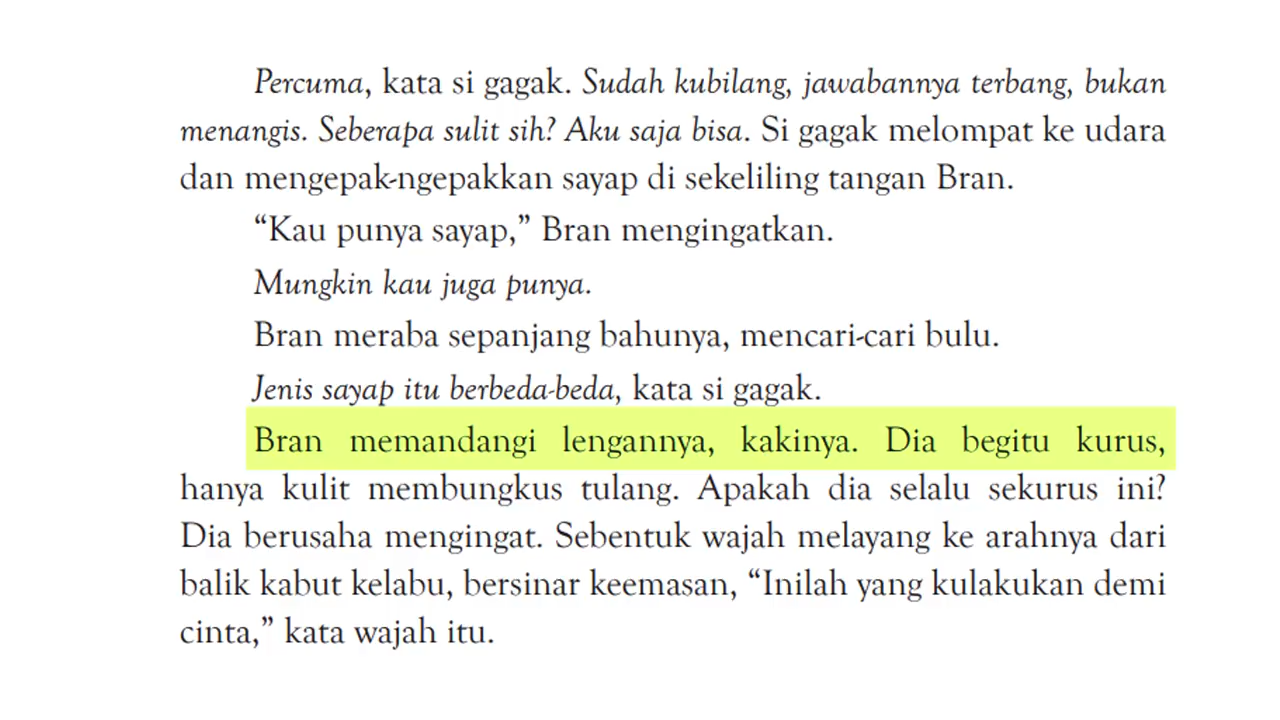 Percuma, kata si gagak. Sudah kubilang, jawabannya terbang, bukan
menangis. Seberapa sulit sih? Aku saja bisa. Si gagak melompat ke udara
dan mengepak-ngepakkan sayap di sekeliling tangan Bran.
“Kau punya sayap,” Bran mengingatkan.
Mungkin kau juga punya.
Bran meraba sepanjang bahunya, mencari-cari bulu.
Jenis sayap itu berbeda-beda, kata si gagak.
Bran memandangi lengannya, kakinya. Dia begitu kurus,
hanya kulit membungkus tulang. Apakah dia selalu sekurus ini?
Dia berusaha mengingat. Sebentuk wajah melayang ke arahnya dari
balik kabut kelabu, bersinar keemasan, “Inilah yang kulakukan demi
cinta,” kata wajah itu.